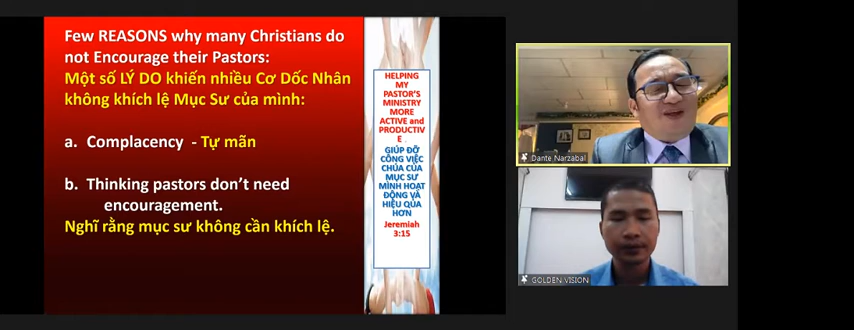 Few REASONS why many Christians do
not Encourage their Pastors:
Một số LÝ DO khiến nhiều Cơ Dốc Nhân
không khích lệ Mục Sư của mình:
a. Complacency - Tự mãn
b. Thinking pastors don't need
encouragement.
Nghĩ rằng mục sư không cần khích lệ.
HELPING
MY
PASTOR'S
MINISTRY
MORE
ACTIVE and
PRODUCTIV
E
GIÚP ĐỠ
CÔNG VIỆC
CHÚA CỦA
MỤC SƯ
MÌNH HOẠT
ĐỘNG VÀ
HIỆU QUẢ
HƠN
Jeremiah
3:15
Dante Narzabal
GOLDEN VISION